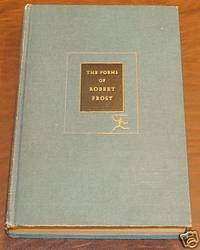 THE POEMS
OF
ROBERT
FROST